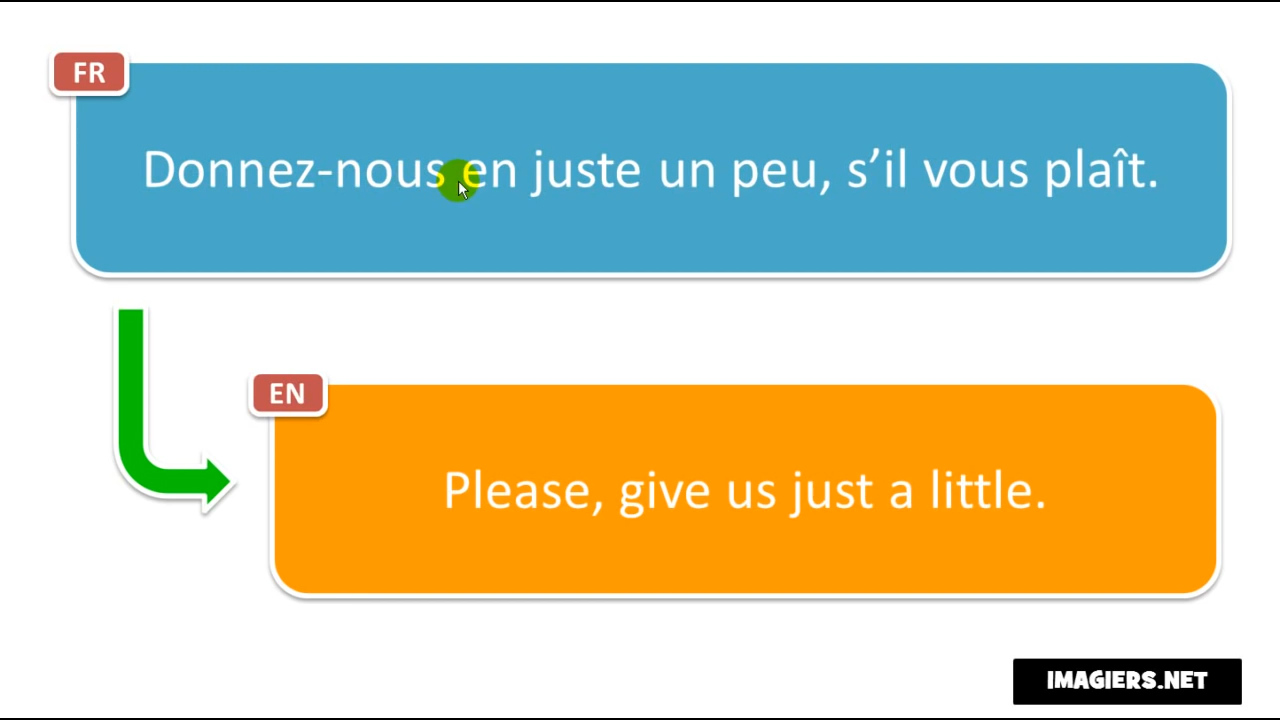 FR
Donnez-nous en juste un peu, s’il vous plaît.
EN
Please, give us just a little.
IMAGIERS.NET